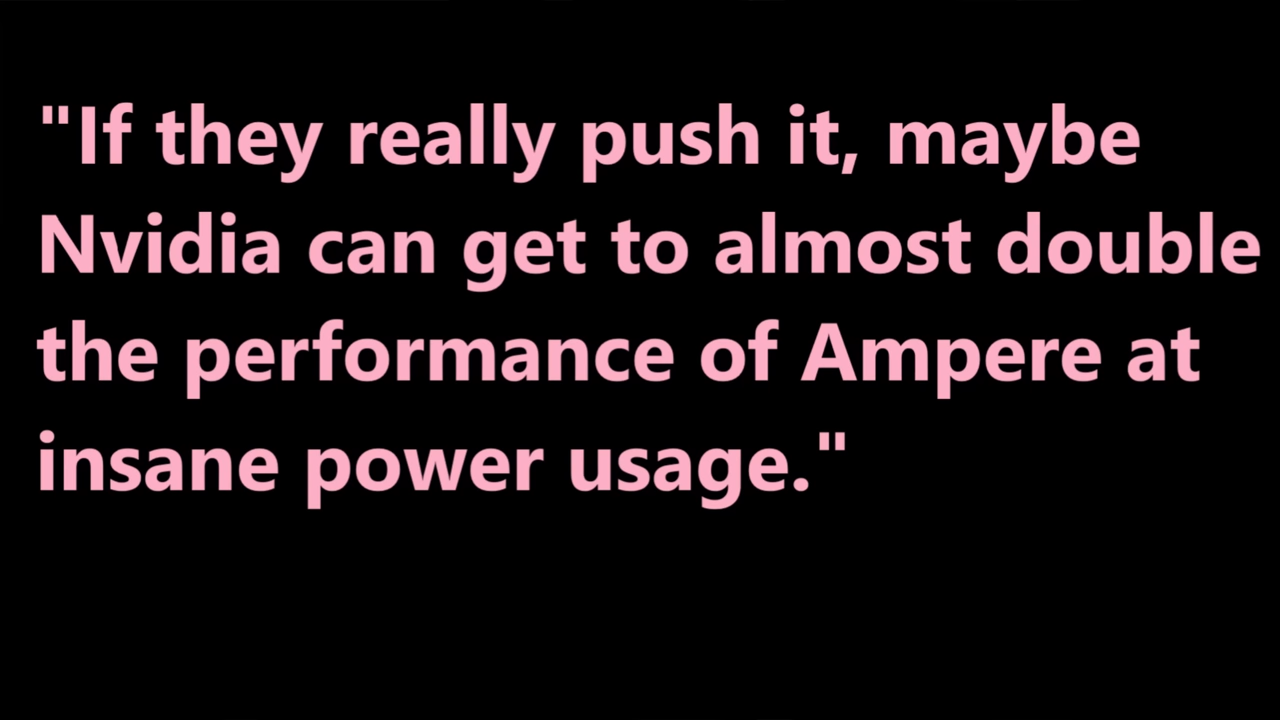 "If they really push it, maybe
Nvidia can get to almost double
the performance of Ampere at
insane power usage."